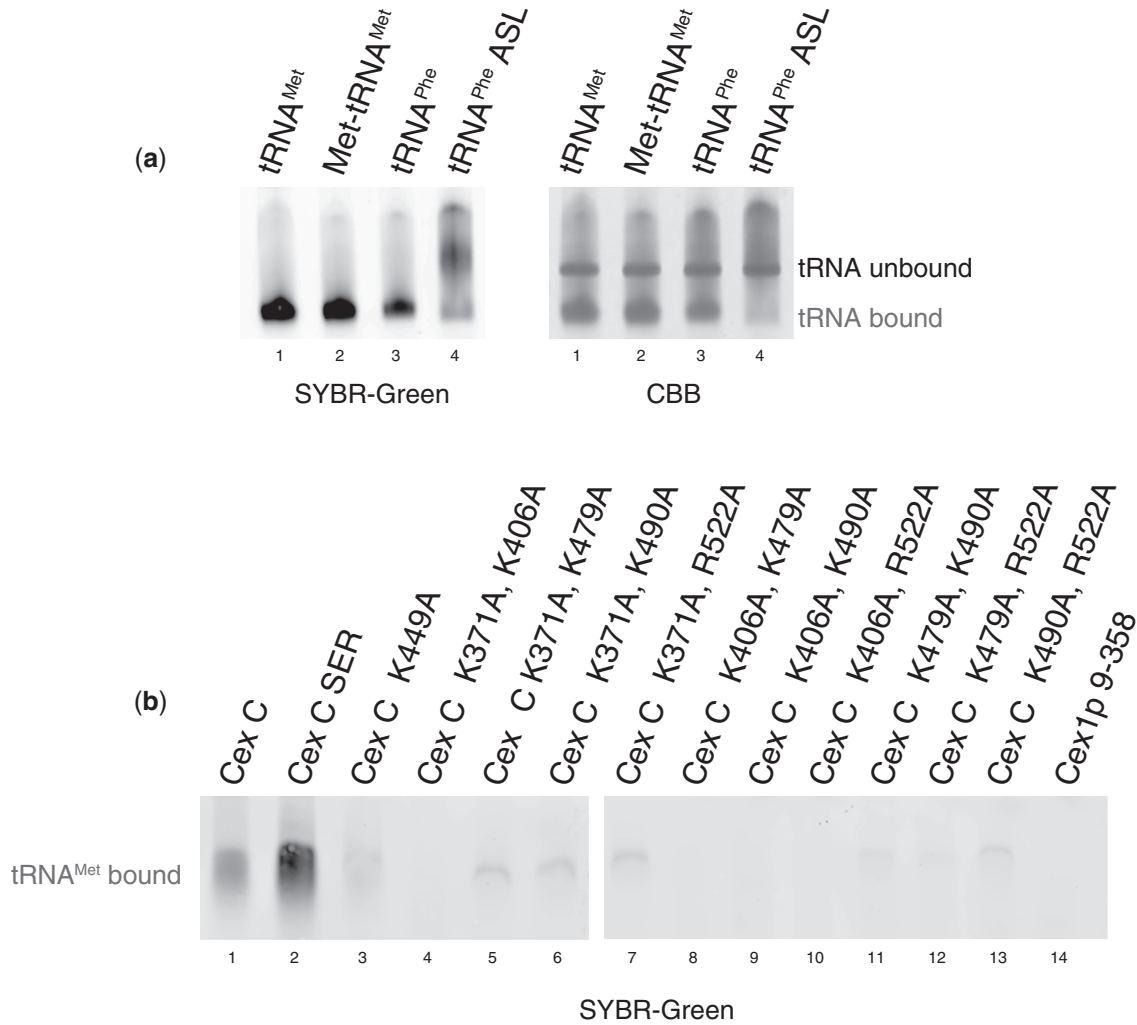 (a)
tRNA^Met
Met-tRNA^Met
tRNA^Phe
tRNA^Phe ASL
tRNA^Met
Met-tRNA^Met
tRNA^Phe
tRNA^Phe ASL
tRNA unbound
tRNA bound
1 2 3 4
1 2 3 4
SYBR-Green
CBB
(b)
Cex C
Cex C SER
Cex C K449A
Cex C K371A, K406A
Cex C K371A, K479A
Cex C K371A, K490A
Cex C K371A, R522A
Cex C K406A, K479A
Cex C K406A, K490A
Cex C K406A, R522A
Cex C K479A, K490A
Cex C K479A, R522A
Cex C K490A, R522A
Cex1p 9-358
tRNA^Met bound
1 2 3 4 5 6 7 8 9 10 11 12 13 14
SYBR-Green